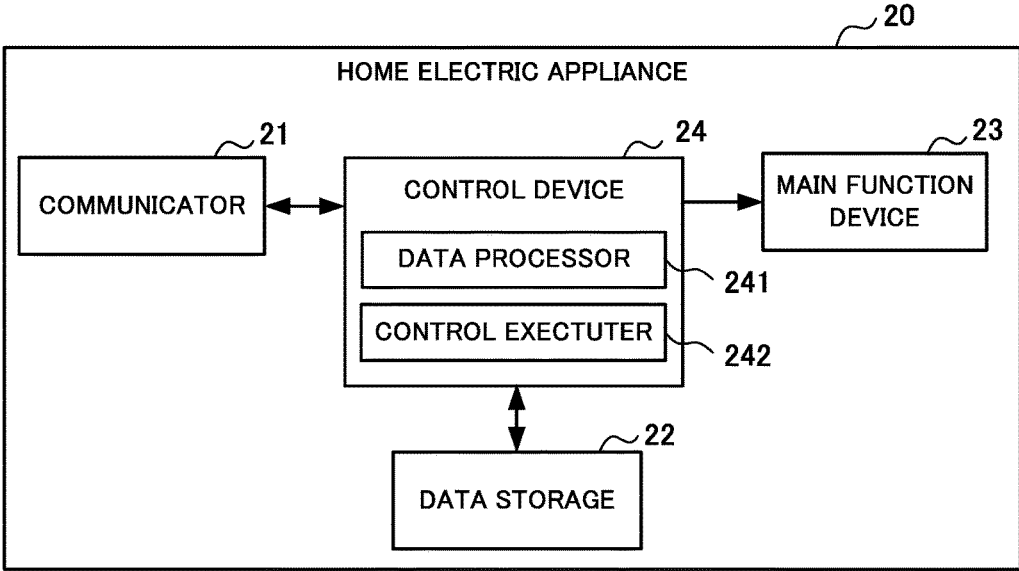 20
HOME ELECTRIC APPLIANCE
21
24
23
COMMUNICATOR
CONTROL DEVICE
MAIN FUNCTION
DEVICE
DATA PROCESSOR
241
CONTROL EXECTUTER
242
22
DATA STORAGE